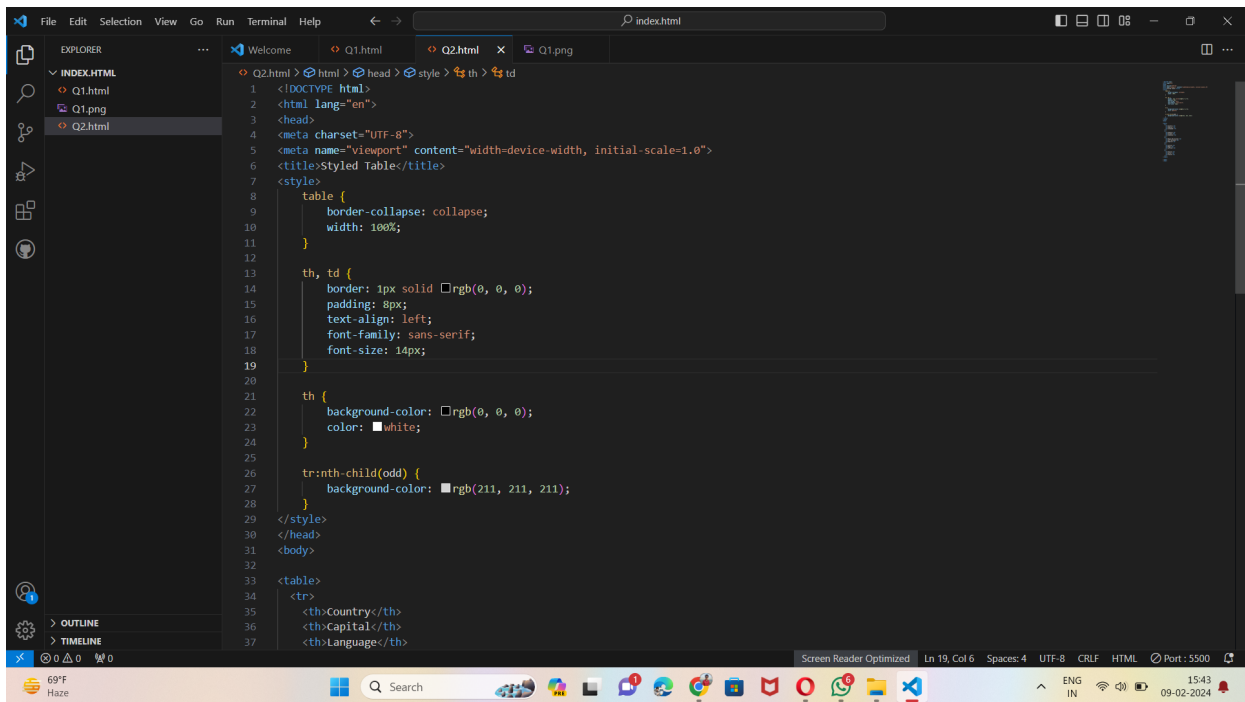 File Edit Selection View Go Run Terminal Help
index.html
EXPLORER
Welcome
Q1.html
Q2.html
Q1.png
INDEX.HTML
Q1.html
Q1.png
Q2.html
Q2.html > html > head > style > th > td
1 <!DOCTYPE html>
2 <html lang="en">
3 <head>
4 <meta charset="UTF-8">
5 <meta name="viewport" content="width=device-width, initial-scale=1.0">
6 <title>Styled Table</title>
7 <style>
8 table {
9 border-collapse: collapse;
10 width: 100%;
11 }
12
13 th, td {
14 border: 1px solid rgb(0, 0, 0);
15 padding: 8px;
16 text-align: left;
17 font-family: sans-serif;
18 font-size: 14px;
19 }
20
21 th {
22 background-color: rgb(0, 0, 0);
23 color: white;
24 }
25
26 tr:nth-child(odd) {
27 background-color: rgb(211, 211, 211);
28 }
29 </style>
30 </head>
31 <body>
32
33 <table>
34 <tr>
35 <th>Country</th>
36 <th>Capital</th>
37 <th>Language</th>
1
OUTLINE
TIMELINE
0 0 0
Screen Reader Optimized Ln 19, Col 6 Spaces: 4 UTF-8 CRLF HTML Port : 5500
69°F
Haze
Search
PRE
1
6
ENG
IN
15:43
09-02-2024